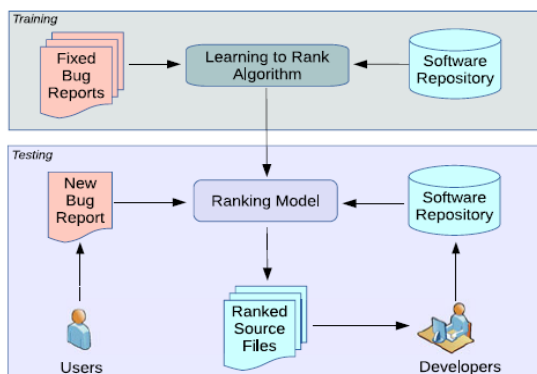 Training
Fixed
Bug
Reports
Learning to Rank
Algorithm
Software
Repository
Testing
New
Bug
Report
Ranking Model
Software
Repository
Ranked
Source
Files
Users
Developers